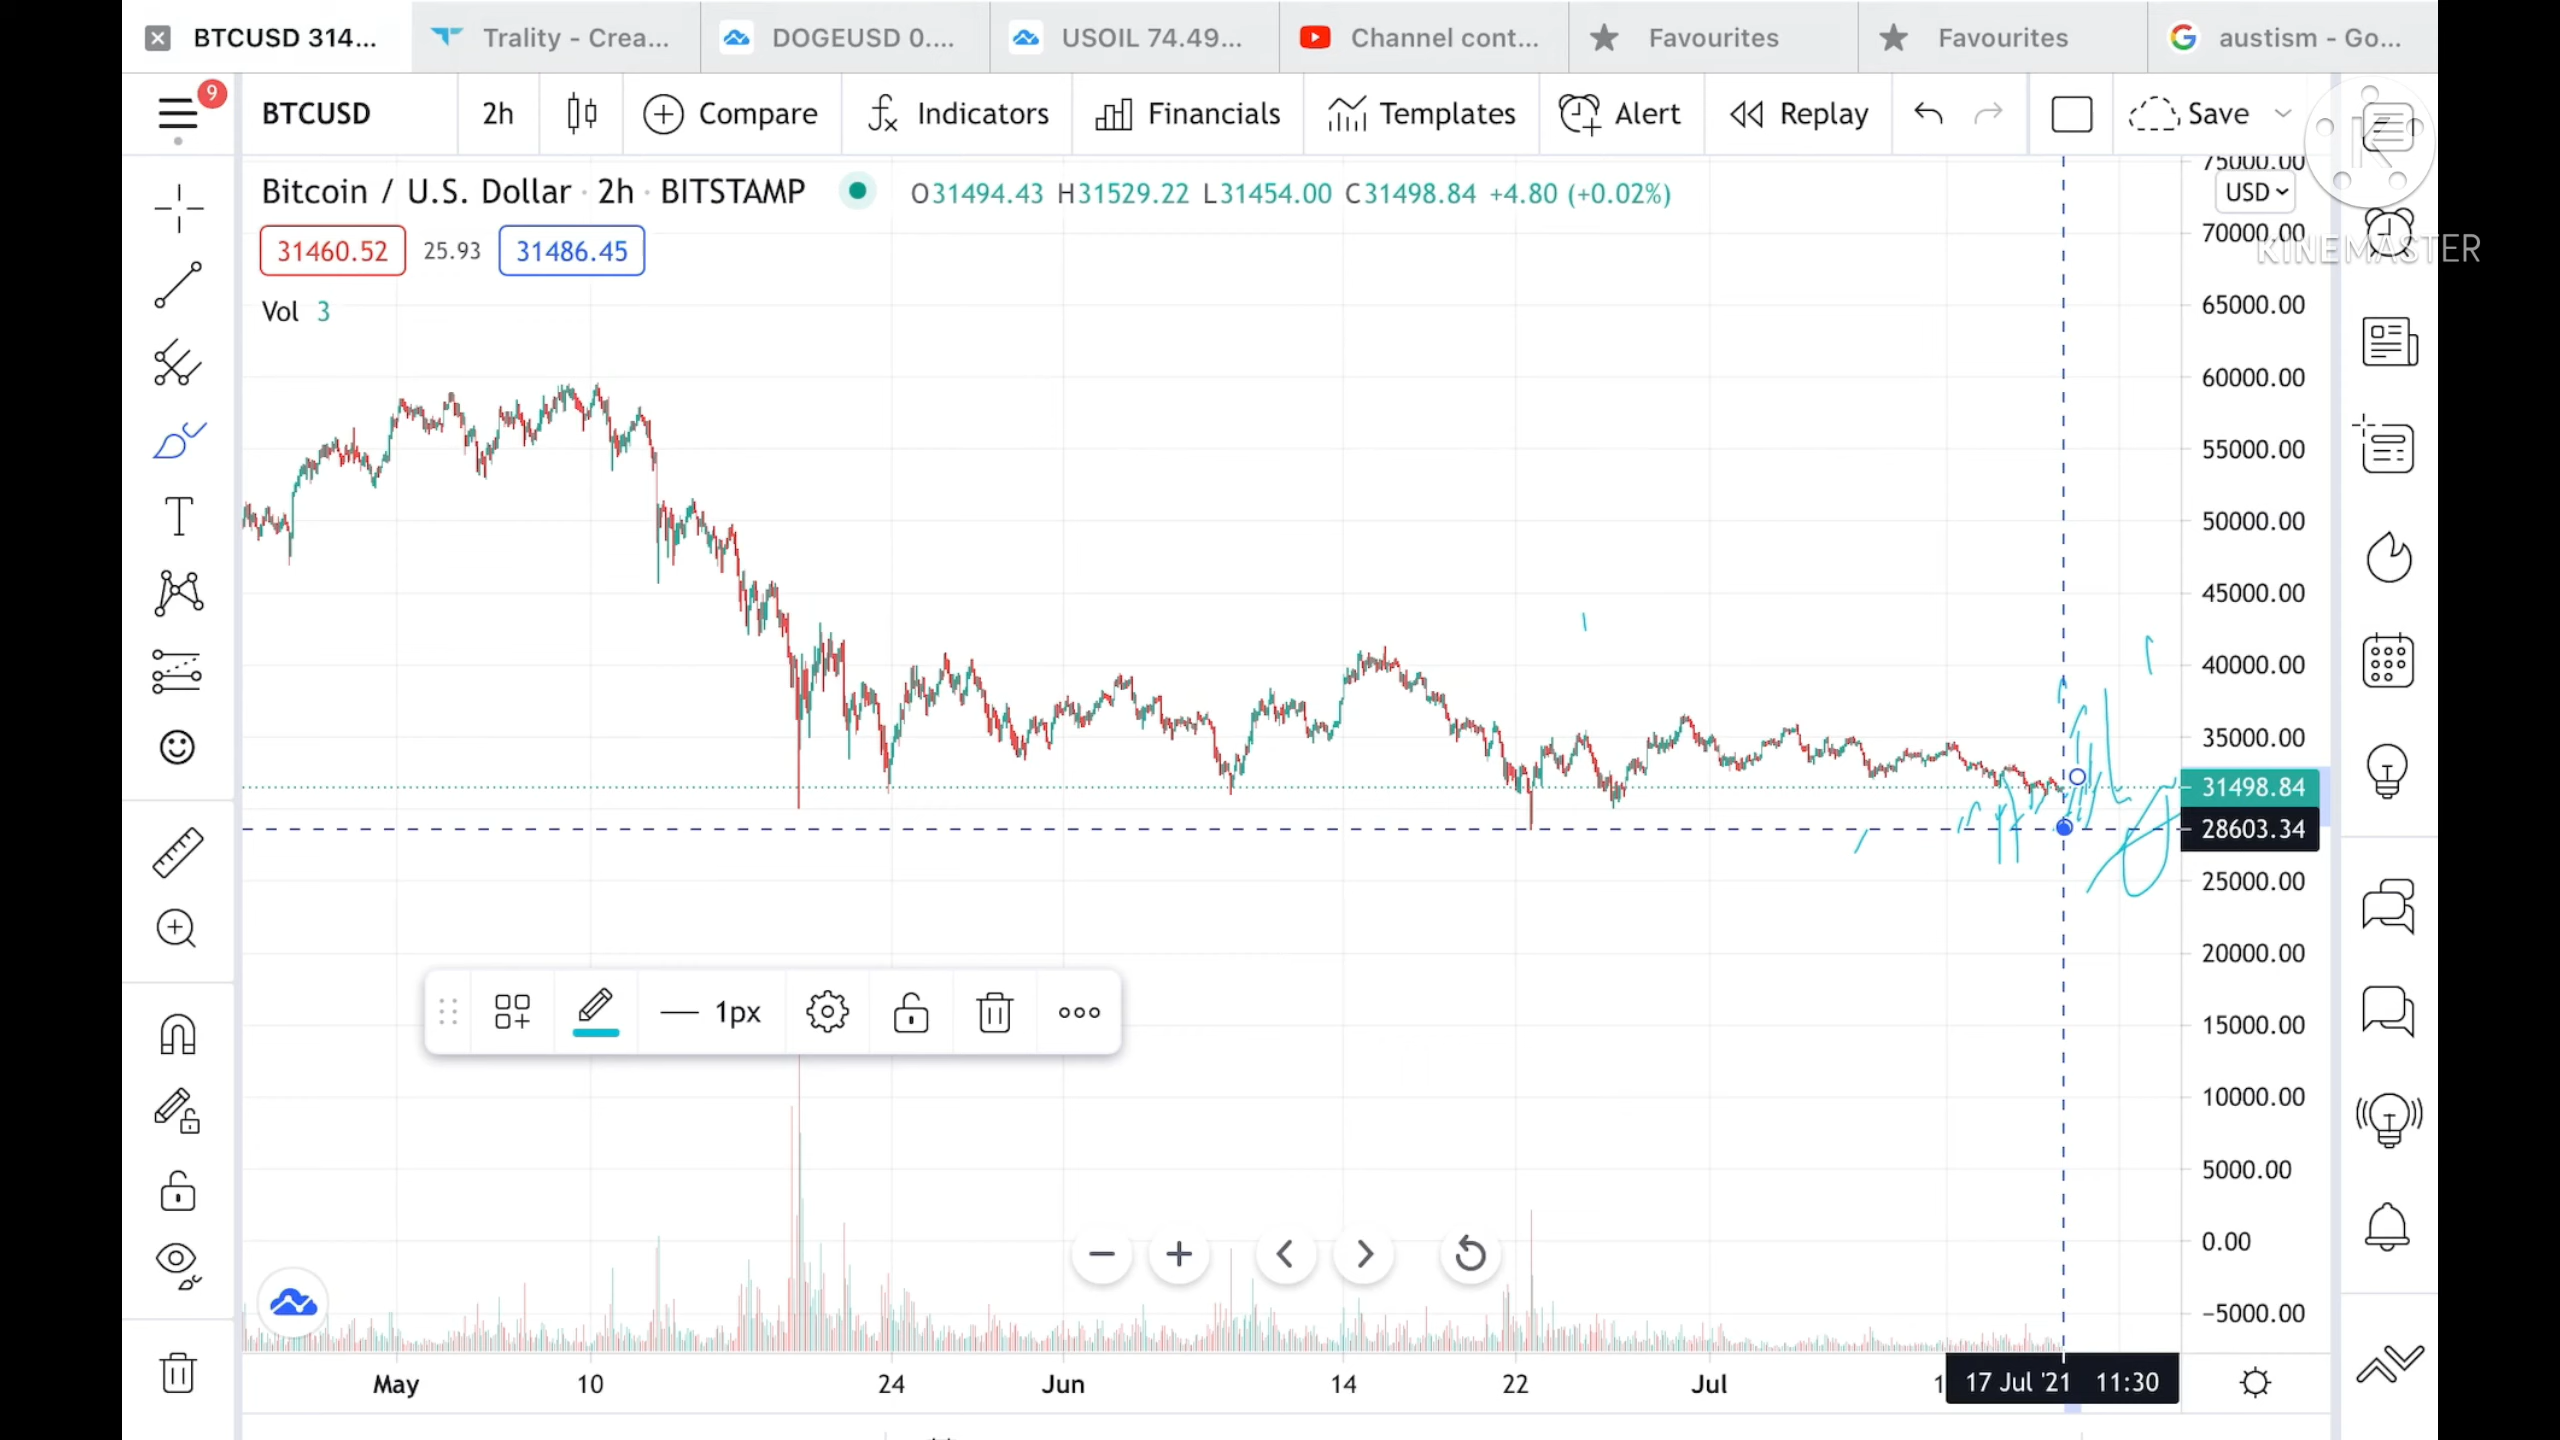 BTCUSD 314...
Trality - Crea...
DOGEUSD 0....
USOIL 74.49...
Channel cont...
Favourites
Favourites
austism - Go...
9
BTCUSD
2h
Compare
Indicators
Financials
Templates
Alert
Replay
Save
Bitcoin / U.S. Dollar · 2h · BITSTAMP
O31494.43 H31529.22 L31454.00 C31498.84 +4.80 (+0.02%)
31460.52
25.93
31486.45
Vol 3
75000.00
USD
70000.00
KINEMASTER
65000.00
60000.00
55000.00
50000.00
45000.00
40000.00
35000.00
31498.84
28603.34
25000.00
20000.00
15000.00
10000.00
5000.00
0.00
−5000.00
1px
May
10
24
Jun
14
22
Jul
17 Jul '21 11:30